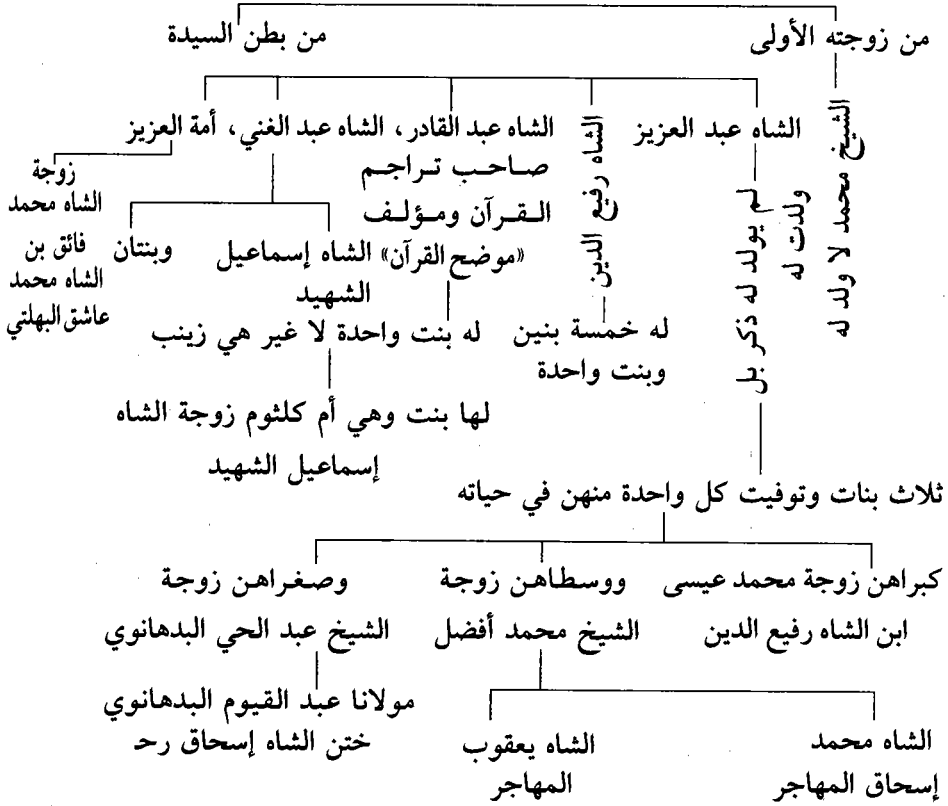 من زوجته الأولى
من بطن السيدة
الشيخ محمد لا ولد له
الشاه عبد العزيز
لم يولد له ذكر بل
ولدت له
الشاه رفيع الدين
الشاه عبد القادر، الشاه عبد الغني، أمة العزيز
صاحب تراجم
القرآن ومؤلف
«موضح القرآن»
الشاه إسماعيل
الشهيد
وبنتان
زوجة
الشاه محمد
فائق بن
الشاه محمد
عاشق البهلتي
له خمسة بنين
وبنت واحدة
له بنت واحدة لا غير هي زينب
لها بنت وهي أم كلثوم زوجة الشاه
إسماعيل الشهيد
ثلاث بنات وتوفيت كل واحدة منهن في حياته
كبراهن زوجة محمد عيسى
ابن الشاه رفيع الدين
ووسطاهن زوجة
الشيخ محمد أفضل
وصغراهن زوجة
الشيخ عبد الحي البدهانوي
مولانا عبد القيوم البدهانوي
ختن الشاه إسحاق رحـ
الشاه محمد
إسحاق المهاجر
الشاه يعقوب
المهاجر